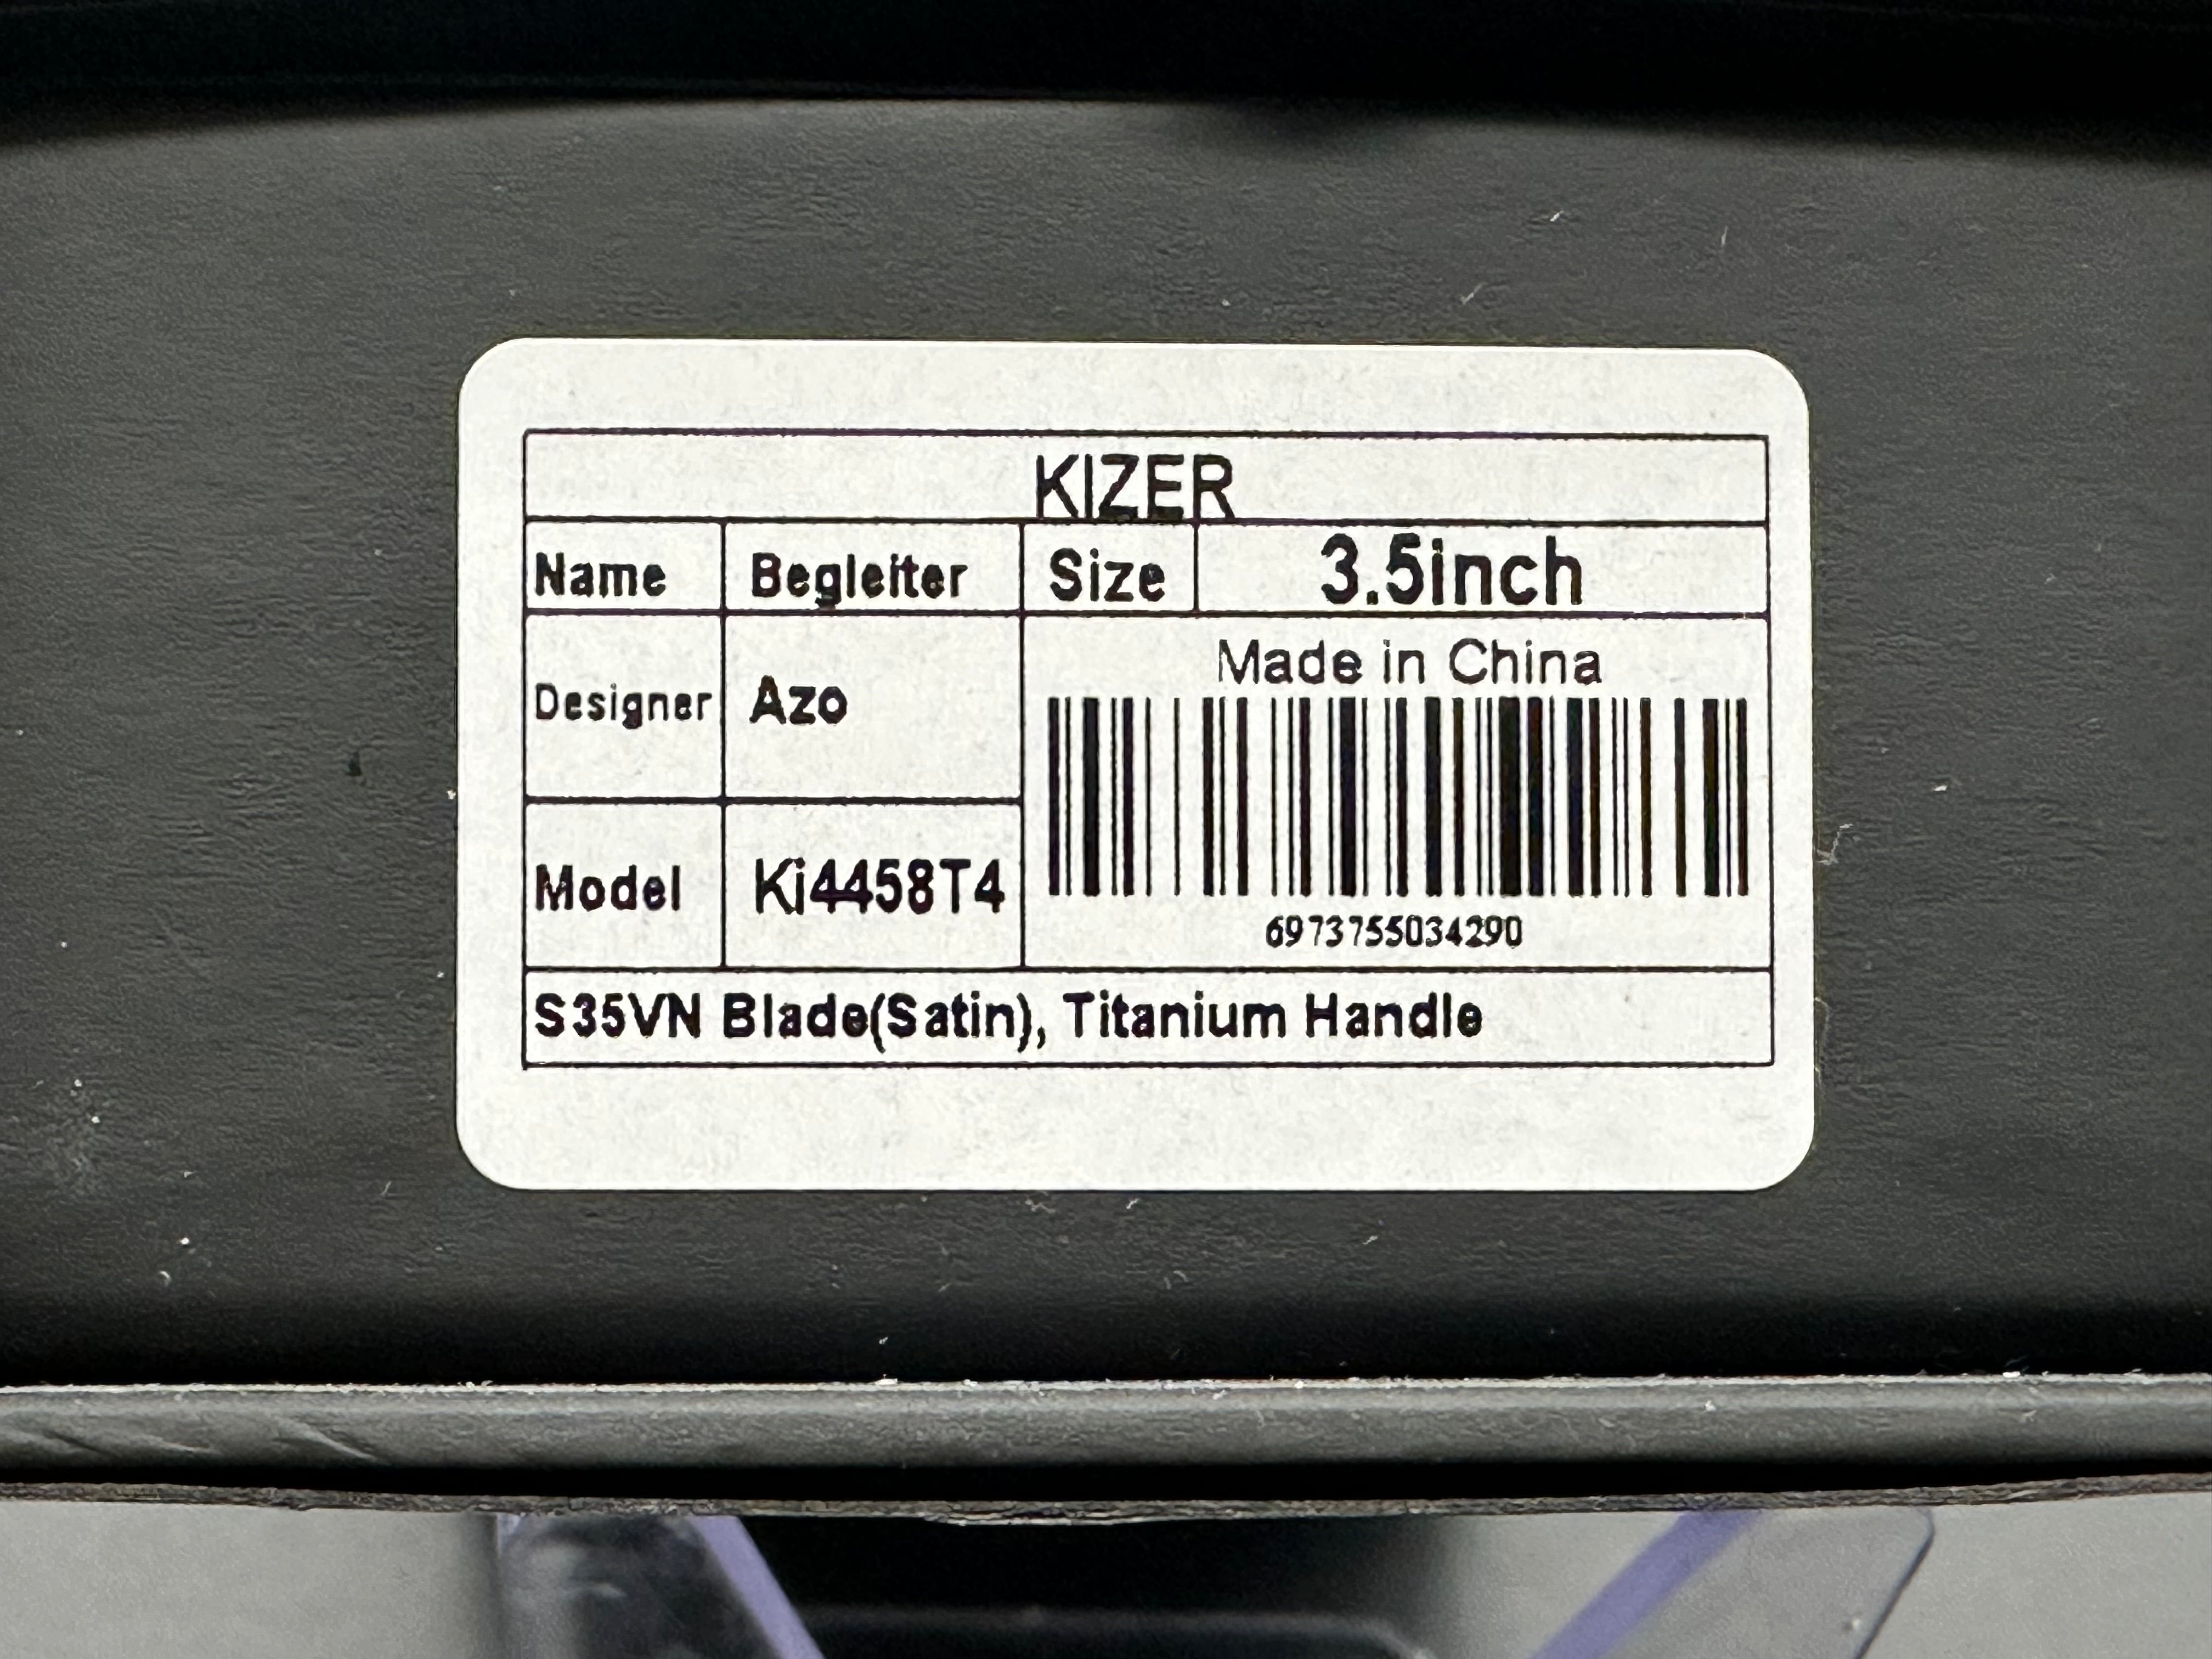 KIZER
Name Begleiter Size 3.5inch
Designer Azo
Made in China
Model Ki4458T4
6973755034290
S35VN Blade(Satin), Titanium Handle